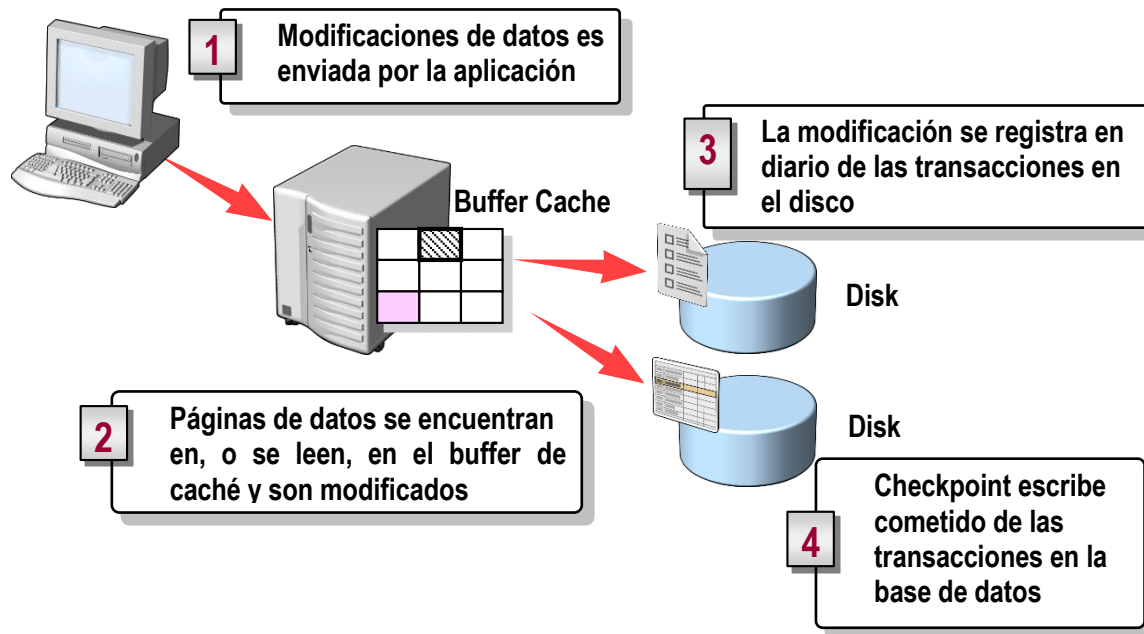 1
Modificaciones de datos es
enviada por la aplicación
3
La modificación se registra en
diario de las transacciones en
el disco
Buffer Cache
Disk
2
Páginas de datos se encuentran
en, o se leen, en el buffer de
caché y son modificados
Disk
4
Checkpoint escribe
cometido de las
transacciones en la
base de datos